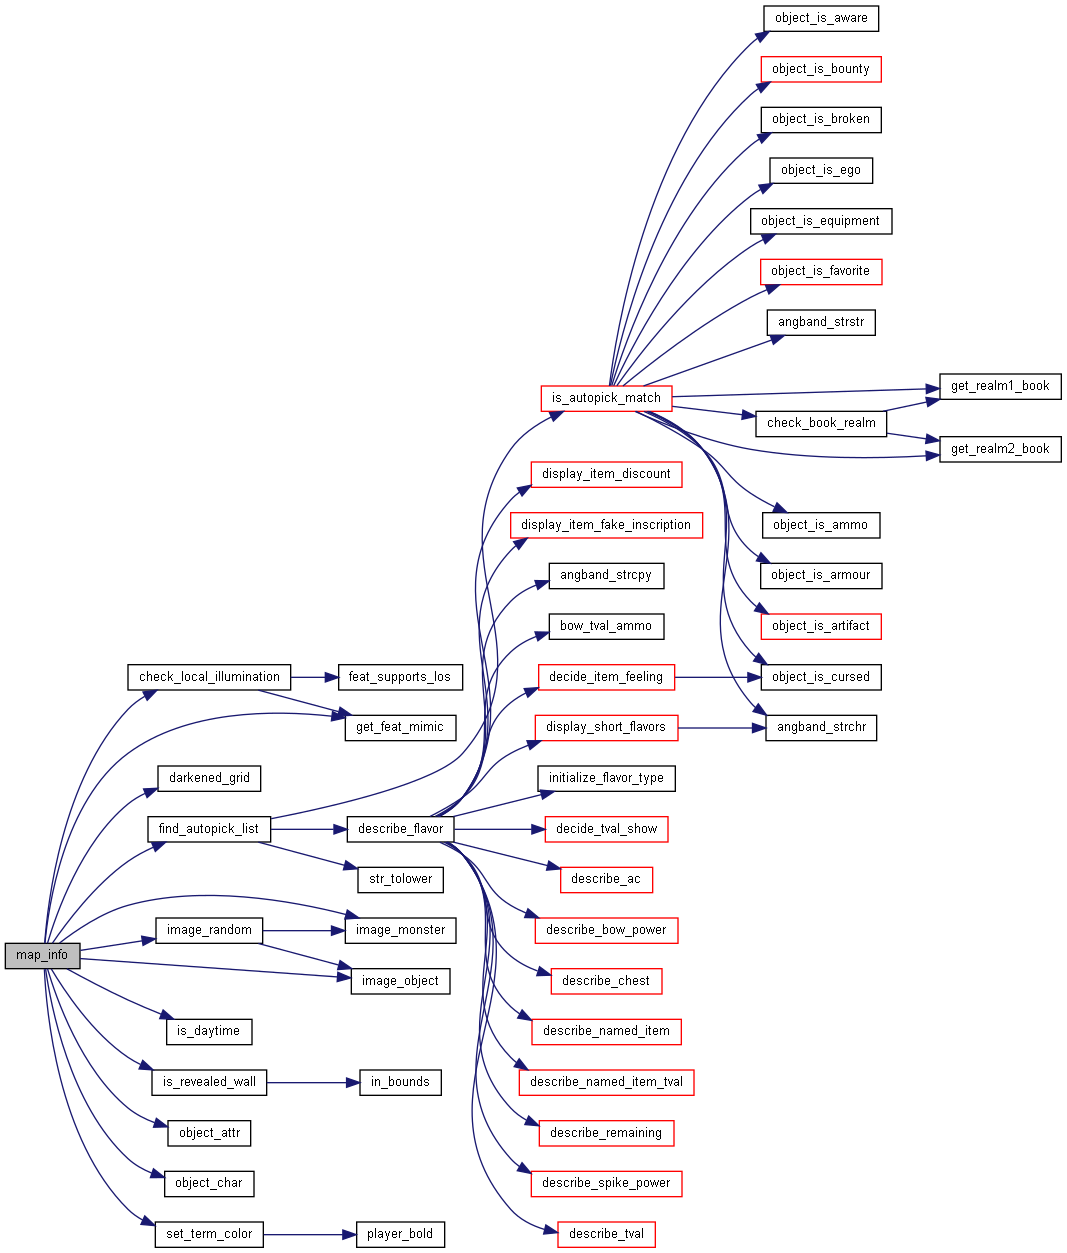 object_is_aware
object_is_bounty
object_is_broken
object_is_ego
object_is_equipment
object_is_favorite
angband_strstr
is_autopick_match
get_realm1_book
check_book_realm
get_realm2_book
display_item_discount
display_item_fake_inscription
object_is_ammo
angband_strcpy
object_is_armour
bow_tval_ammo
object_is_artifact
check_local_illumination
feat_supports_los
decide_item_feeling
object_is_cursed
get_feat_mimic
display_short_flavors
angband_strchr
darkened_grid
initialize_flavor_type
find_autopick_list
describe_flavor
decide_tval_show
str_tolower
describe_ac
image_random
image_monster
describe_bow_power
map_info
image_object
describe_chest
is_daytime
describe_named_item
is_revealed_wall
in_bounds
describe_named_item_tval
object_attr
describe_remaining
object_char
describe_spike_power
set_term_color
player_bold
describe_tval